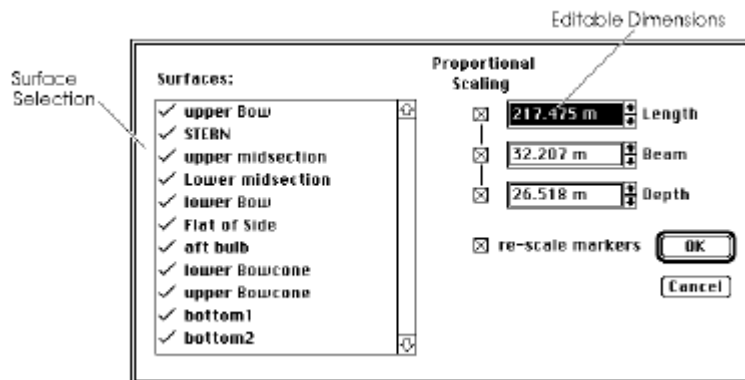 Editable Dimensions
Surface
Selection
Surfaces:
upper Bow
STERN
upper midsection
Lower midsection
lower Bow
Flat of Side
aft bulb
lower Bowcone
upper Bowcone
bottom1
bottom2
Proportional
Scaling
217.475 m Length
32.207 m Beam
26.518 m Depth
re-scale markers
OK
Cancel